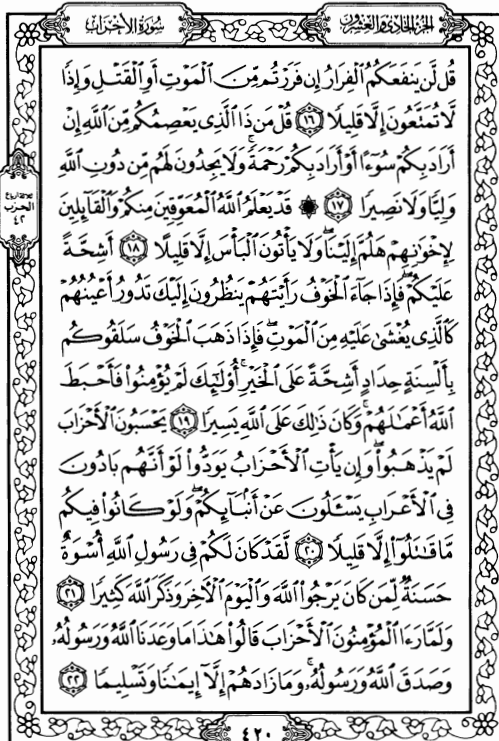 الجزء الحادي والعشرون
سورة الأحزاب
قُل لَّن يَنفَعَكُمُ ٱلْفِرَارُ إِن فَرَرْتُم مِّنَ ٱلْمَوْتِ أَوِ ٱلْقَتْلِ وَإِذًا
لَّا تُمَتَّعُونَ إِلَّا قَلِيلًا ١٦ قُلْ مَن ذَا ٱلَّذِى يَعْصِمُكُم مِّنَ ٱللَّهِ إِنْ
أَرَادَ بِكُمْ سُوٓءًا أَوْ أَرَادَ بِكُمْ رَحْمَةً ۚ وَلَا يَجِدُونَ لَهُم مِّن دُونِ ٱللَّهِ
وَلِيًّا وَلَا نَصِيرًا ١٧ ۞ قَدْ يَعْلَمُ ٱللَّهُ ٱلْمُعَوِّقِينَ مِنكُمْ وَٱلْقَآئِلِينَ
لِإِخْوَٰنِهِمْ هَلُمَّ إِلَيْنَا ۖ وَلَا يَأْتُونَ ٱلْبَأْسَ إِلَّا قَلِيلًا ١٨ أَشِحَّةً
عَلَيْكُمْ ۖ فَإِذَا جَآءَ ٱلْخَوْفُ رَأَيْتَهُمْ يَنظُرُونَ إِلَيْكَ تَدُورُ أَعْيُنُهُمْ
كَٱلَّذِى يُغْشَىٰ عَلَيْهِ مِنَ ٱلْمَوْتِ ۖ فَإِذَا ذَهَبَ ٱلْخَوْفُ سَلَقُوكُم
بِأَلْسِنَةٍ حِدَادٍ أَشِحَّةً عَلَى ٱلْخَيْرِ ۚ أُو۟لَٰٓئِكَ لَمْ يُؤْمِنُوا۟ فَأَحْبَطَ
ٱللَّهُ أَعْمَٰلَهُمْ ۚ وَكَانَ ذَٰلِكَ عَلَى ٱللَّهِ يَسِيرًا ١٩ يَحْسَبُونَ ٱلْأَحْزَابَ
لَمْ يَذْهَبُوا۟ ۖ وَإِن يَأْتِ ٱلْأَحْزَابُ يَوَدُّوا۟ لَوْ أَنَّهُم بَادُونَ
فِى ٱلْأَعْرَابِ يَسْـَٔلُونَ عَنْ أَنۢبَآئِكُمْ ۖ وَلَوْ كَانُوا۟ فِيكُم
مَّا قَٰتَلُوٓا۟ إِلَّا قَلِيلًا ٢٠ لَّقَدْ كَانَ لَكُمْ فِى رَسُولِ ٱللَّهِ أُسْوَةٌ
حَسَنَةٌ لِّمَن كَانَ يَرْجُوا۟ ٱللَّهَ وَٱلْيَوْمَ ٱلْـَٔاخِرَ وَذَكَرَ ٱللَّهَ كَثِيرًا ٢١
وَلَمَّا رَءَا ٱلْمُؤْمِنُونَ ٱلْأَحْزَابَ قَالُوا۟ هَٰذَا مَا وَعَدَنَا ٱللَّهُ وَرَسُولُهُۥ
وَصَدَقَ ٱللَّهُ وَرَسُولُهُۥ ۚ وَمَا زَادَهُمْ إِلَّآ إِيمَٰنًا وَتَسْلِيمًا ٢٢
الحزب
٤٢
٤٢٠